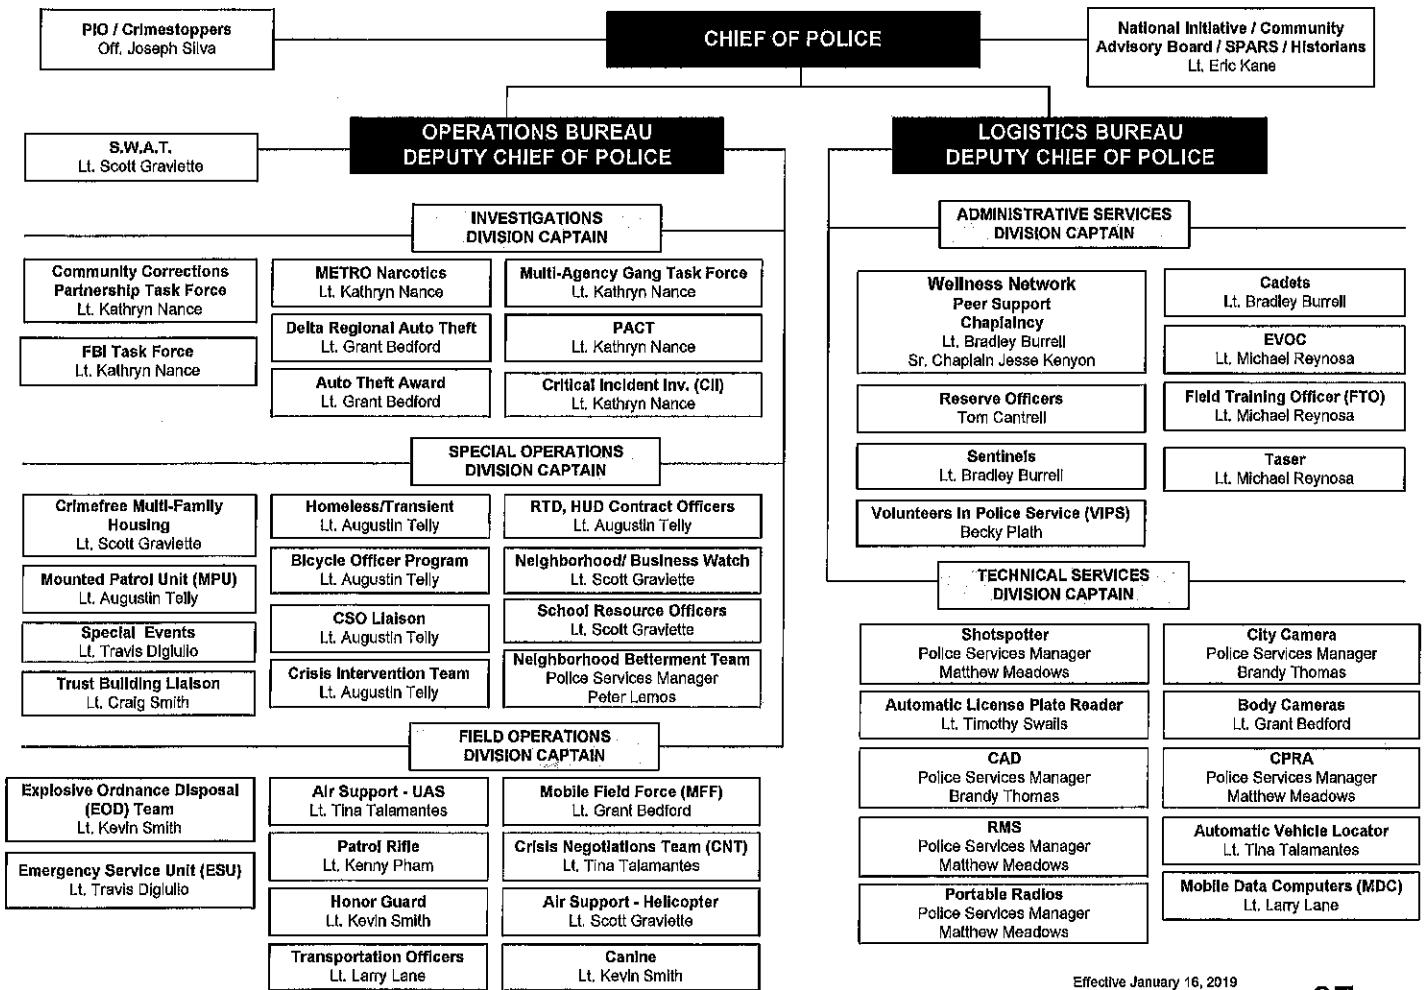 PIO / Crimestoppers
Off. Joseph Silva
CHIEF OF POLICE
National Initiative / Community
Advisory Board / SPARS / Historians
Lt. Eric Kane
S.W.A.T.
Lt. Scott Graviette
OPERATIONS BUREAU
DEPUTY CHIEF OF POLICE
LOGISTICS BUREAU
DEPUTY CHIEF OF POLICE
INVESTIGATIONS
DIVISION CAPTAIN
Community Corrections
Partnership Task Force
Lt. Kathryn Nance
FBI Task Force
Lt. Kathryn Nance
METRO Narcotics
Lt. Kathryn Nance
Delta Regional Auto Theft
Lt. Grant Bedford
Auto Theft Award
Lt. Grant Bedford
Multi-Agency Gang Task Force
Lt. Kathryn Nance
PACT
Lt. Kathryn Nance
Critical Incident Inv. (CII)
Lt. Kathryn Nance
SPECIAL OPERATIONS
DIVISION CAPTAIN
Crimefree Multi-Family
Housing
Lt. Scott Graviette
Mounted Patrol Unit (MPU)
Lt. Augustin Telly
Special Events
Lt. Travis Digiulio
Trust Building Liaison
Lt. Craig Smith
Homeless/Transient
Lt. Augustin Telly
Bicycle Officer Program
Lt. Augustin Telly
CSO Liaison
Lt. Augustin Telly
Crisis Intervention Team
Lt. Augustin Telly
RTD, HUD Contract Officers
Lt. Augustin Telly
Neighborhood/ Business Watch
Lt. Scott Graviette
School Resource Officers
Lt. Scott Graviette
Neighborhood Betterment Team
Police Services Manager
Peter Lemos
FIELD OPERATIONS
DIVISION CAPTAIN
Explosive Ordnance Disposal
(EOD) Team
Lt. Kevin Smith
Emergency Service Unit (ESU)
Lt. Travis Digiulio
Air Support - UAS
Lt. Tina Talamantes
Patrol Rifle
Lt. Kenny Pham
Honor Guard
Lt. Kevin Smith
Transportation Officers
Lt. Larry Lane
Mobile Field Force (MFF)
Lt. Grant Bedford
Crisis Negotiations Team (CNT)
Lt. Tina Talamantes
Air Support - Helicopter
Lt. Scott Graviette
Canine
Lt. Kevin Smith
ADMINISTRATIVE SERVICES
DIVISION CAPTAIN
Wellness Network
Peer Support
Chaplaincy
Lt. Bradley Burrell
Sr. Chaplain Jesse Kenyon
Reserve Officers
Tom Cantrell
Sentinels
Lt. Bradley Burrell
Volunteers In Police Service (VIPS)
Becky Plath
Cadets
Lt. Bradley Burrell
EVOC
Lt. Michael Reynosa
Field Training Officer (FTO)
Lt. Michael Reynosa
Taser
Lt. Michael Reynosa
TECHNICAL SERVICES
DIVISION CAPTAIN
Shotspotter
Police Services Manager
Matthew Meadows
Automatic License Plate Reader
Lt. Timothy Swails
CAD
Police Services Manager
Brandy Thomas
RMS
Police Services Manager
Matthew Meadows
Portable Radios
Police Services Manager
Matthew Meadows
City Camera
Police Services Manager
Brandy Thomas
Body Cameras
Lt. Grant Bedford
CPRA
Police Services Manager
Matthew Meadows
Automatic Vehicle Locator
Lt. Tina Talamantes
Mobile Data Computers (MDC)
Lt. Larry Lane
Effective January 16, 2019